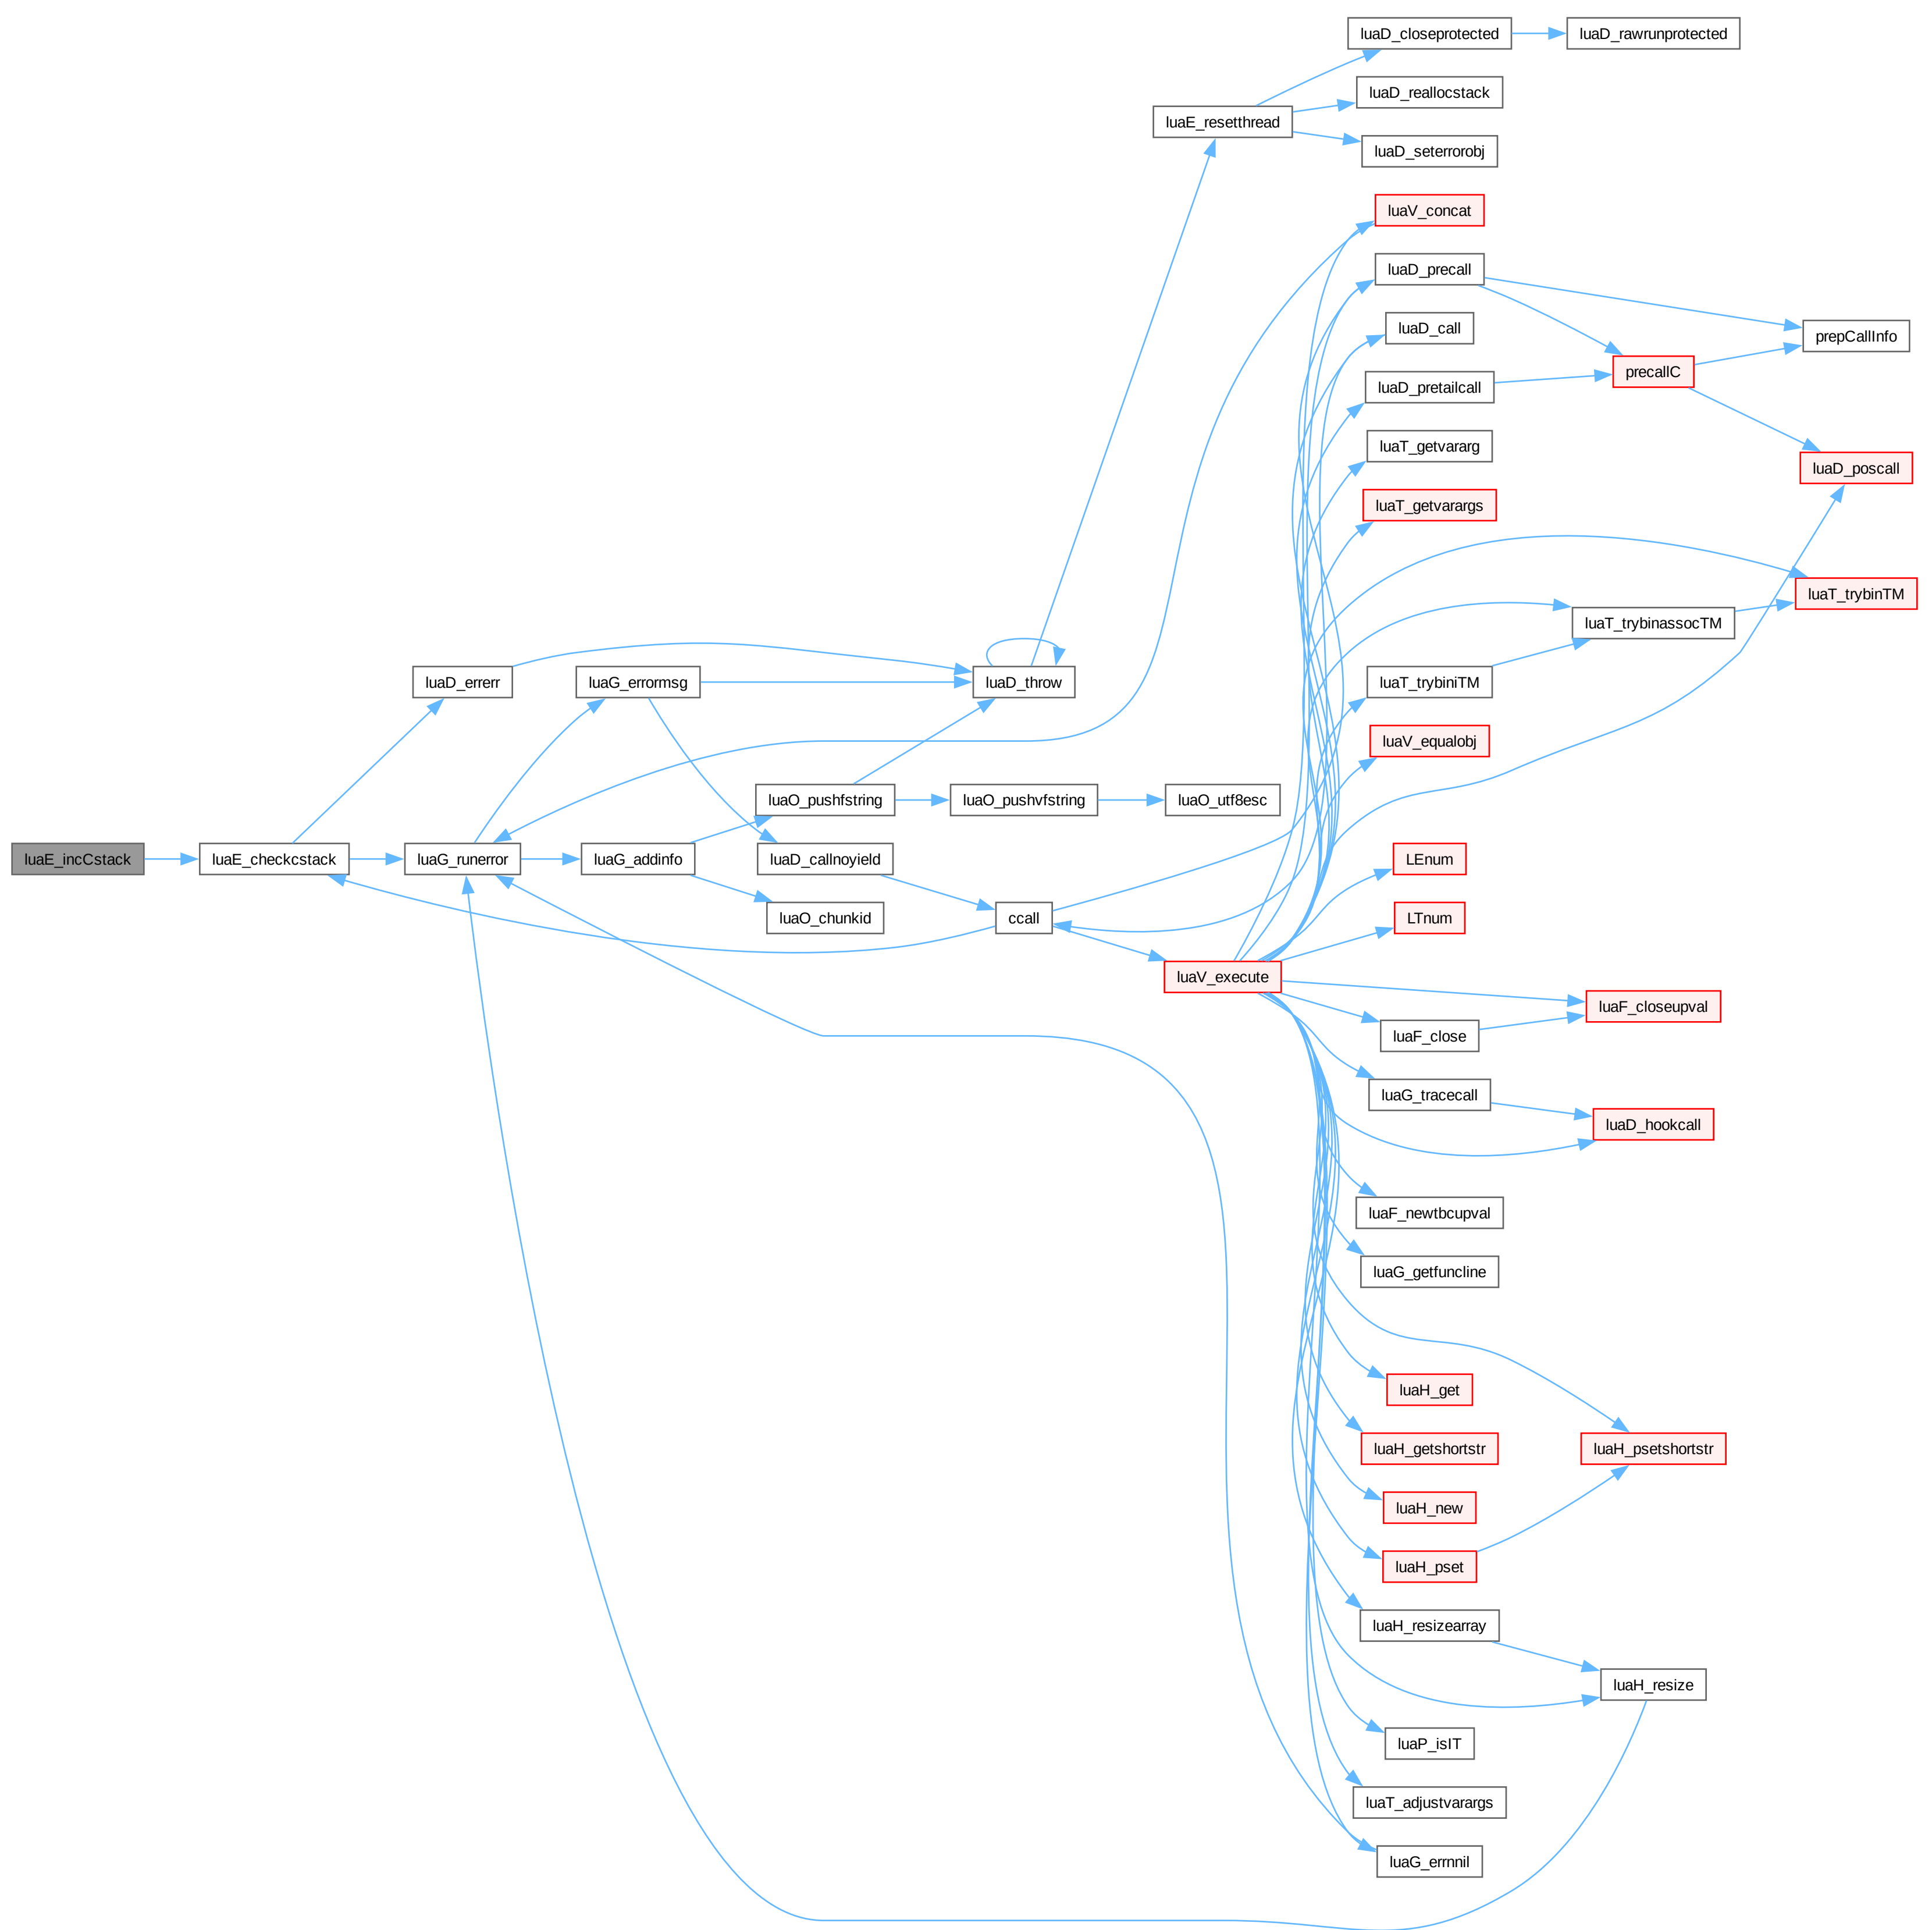 luaD_closeprotected
luaD_rawrunprotected
luaD_reallocstack
luaE_resetthread
luaD_seterrorobj
luaV_concat
luaD_precall
luaD_call
prepCallInfo
luaD_pretailcall
precallC
luaT_getvararg
luaD_poscall
luaT_getvarargs
luaT_trybinTM
luaT_trybinassocTM
luaD_errerr
luaG_errormsg
luaD_throw
luaT_trybiniTM
luaV_equalobj
luaO_pushfstring
luaO_pushvfstring
luaO_utf8esc
luaE_incCstack
luaE_checkcstack
luaG_runerror
luaG_addinfo
luaD_callnoyield
LEnum
luaO_chunkid
ccall
LTnum
luaV_execute
luaF_closeupval
luaF_close
luaG_tracecall
luaD_hookcall
luaF_newtbcupval
luaG_getfuncline
luaH_get
luaH_getshortstr
luaH_psetshortstr
luaH_new
luaH_pset
luaH_resizearray
luaH_resize
luaP_isIT
luaT_adjustvarargs
luaG_errnnil